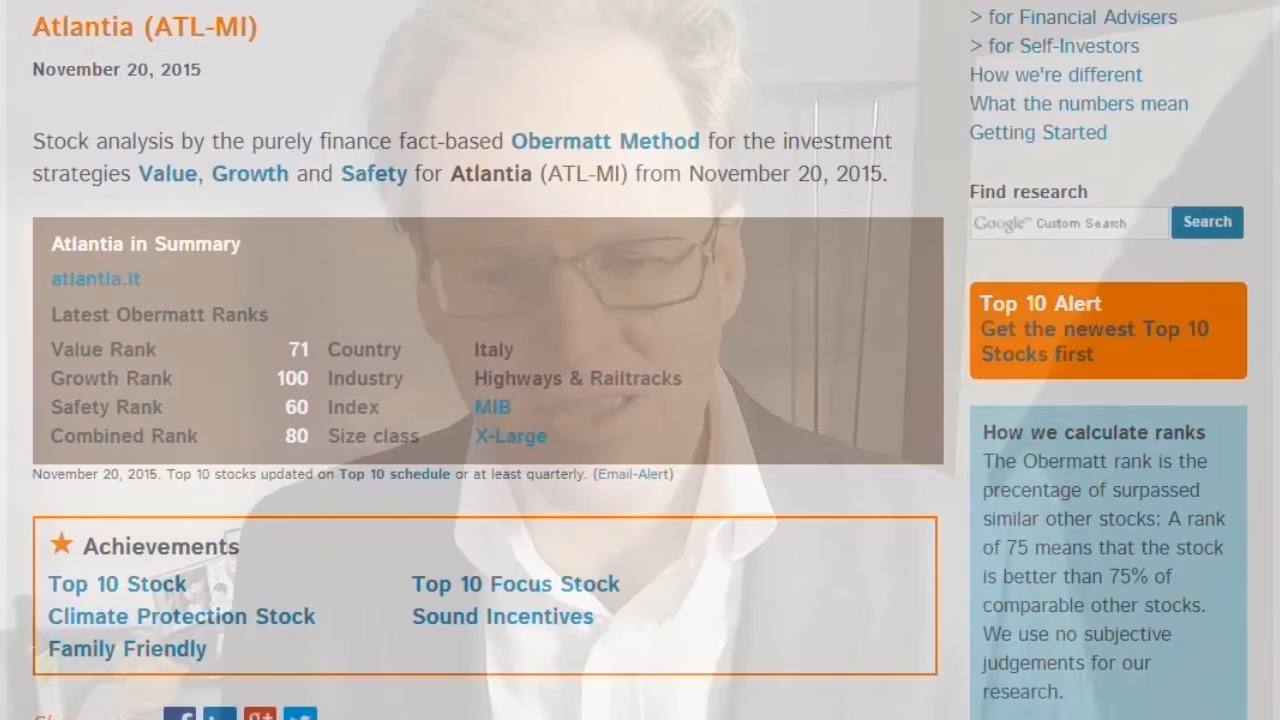 Atlantia (ATL-MI)
November 20, 2015
Stock analysis by the purely finance fact-based Obermatt Method for the investment
strategies Value, Growth and Safety for Atlantia (ATL-MI) from November 20, 2015.
Atlantia in Summary
atlantia.it
Latest Obermatt Ranks
Value Rank 71 Country Italy
Growth Rank 100 Industry Highways & Railtracks
Safety Rank 60 Index MIB
Combined Rank 80 Size class X-Large
November 20, 2015. Top 10 stocks updated on Top 10 schedule or at least quarterly. (Email-Alert)
Achievements
Top 10 Stock Top 10 Focus Stock
Climate Protection Stock Sound Incentives
Family Friendly
> for Financial Advisers
> for Self-Investors
How we're different
What the numbers mean
Getting Started
Find research
Google™ Custom Search Search
Top 10 Alert
Get the newest Top 10
Stocks first
How we calculate ranks
The Obermatt rank is the
precentage of surpassed
similar other stocks: A rank
of 75 means that the stock
is better than 75% of
comparable other stocks.
We use no subjective
judgements for our
research.